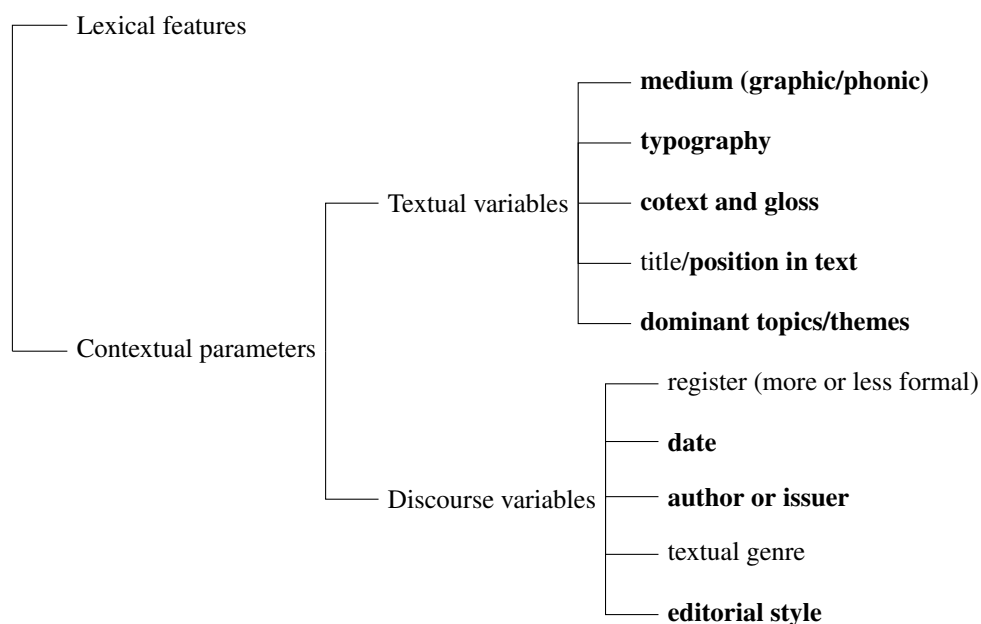 Lexical features
Contextual parameters
Textual variables
medium (graphic/phonic)
typography
cotext and gloss
title/position in text
dominant topics/themes
Discourse variables
register (more or less formal)
date
author or issuer
textual genre
editorial style